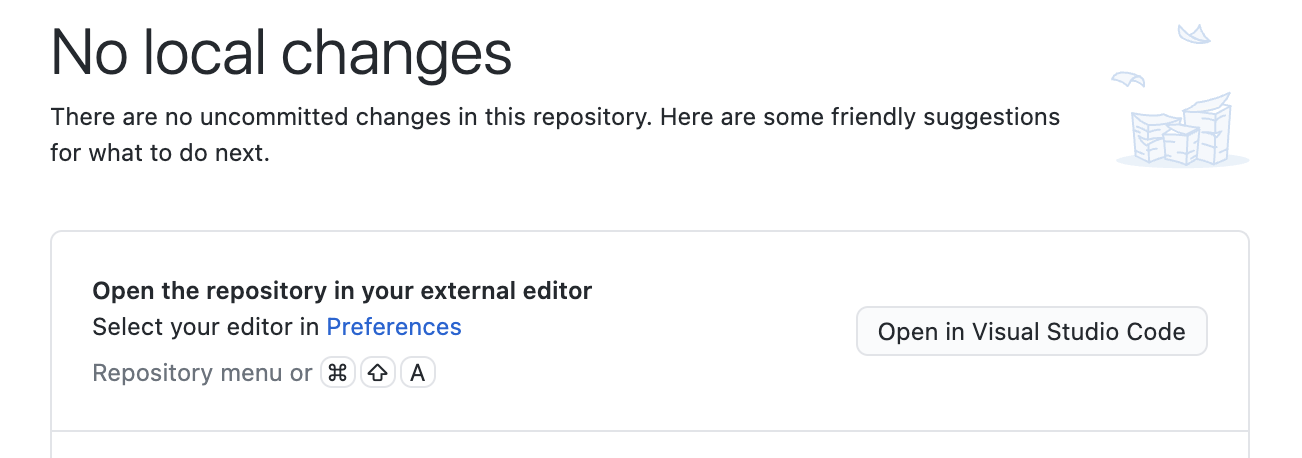 No local changes
There are no uncommitted changes in this repository. Here are some friendly suggestions
for what to do next.
Open the repository in your external editor
Select your editor in Preferences
Open in Visual Studio Code
Repository menu or ⌘ ⇧ A